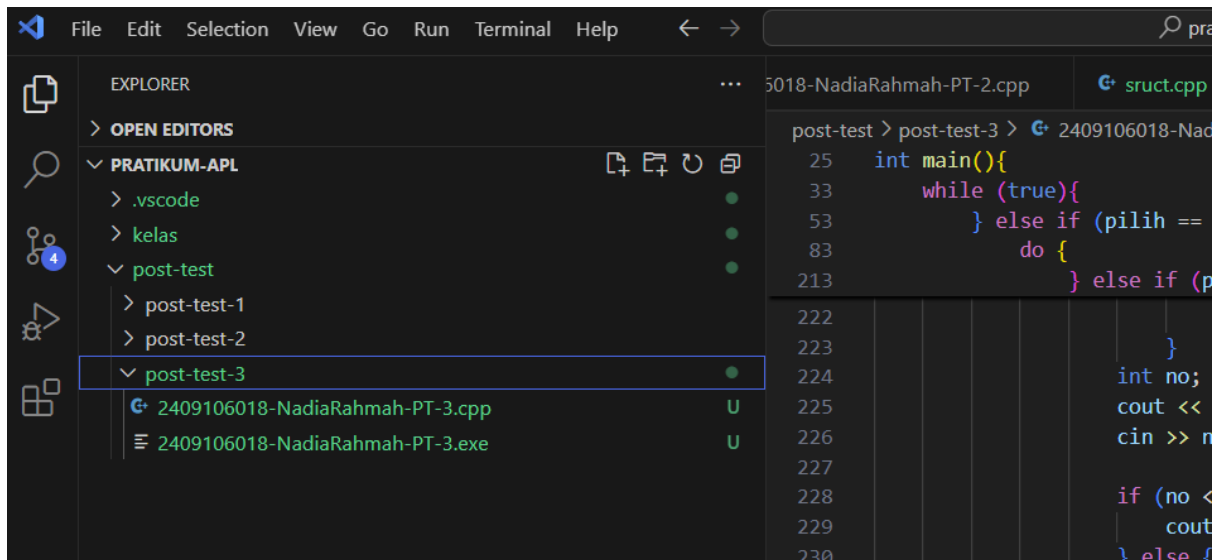 File Edit Selection View Go Run Terminal Help
EXPLORER
OPEN EDITORS
PRATIKUM-APL
.vscode
kelas
4
post-test
post-test-1
post-test-2
post-test-3
2409106018-NadiaRahmah-PT-3.cpp U
2409106018-NadiaRahmah-PT-3.exe U
pra
6018-NadiaRahmah-PT-2.cpp
sruct.cpp
post-test > post-test-3 > 2409106018-Nad
25 int main(){
33 while (true){
53 } else if (pilih ==
83 do {
213 } else if (p
222
223 }
224 int no;
225 cout <<
226 cin >> n
227
228 if (no <
229 cout
230 } else {